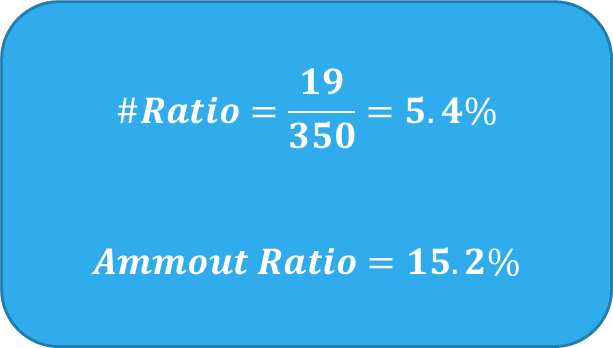 #Ratio = 19/350 = 5.4%
Ammout Ratio = 15.2%